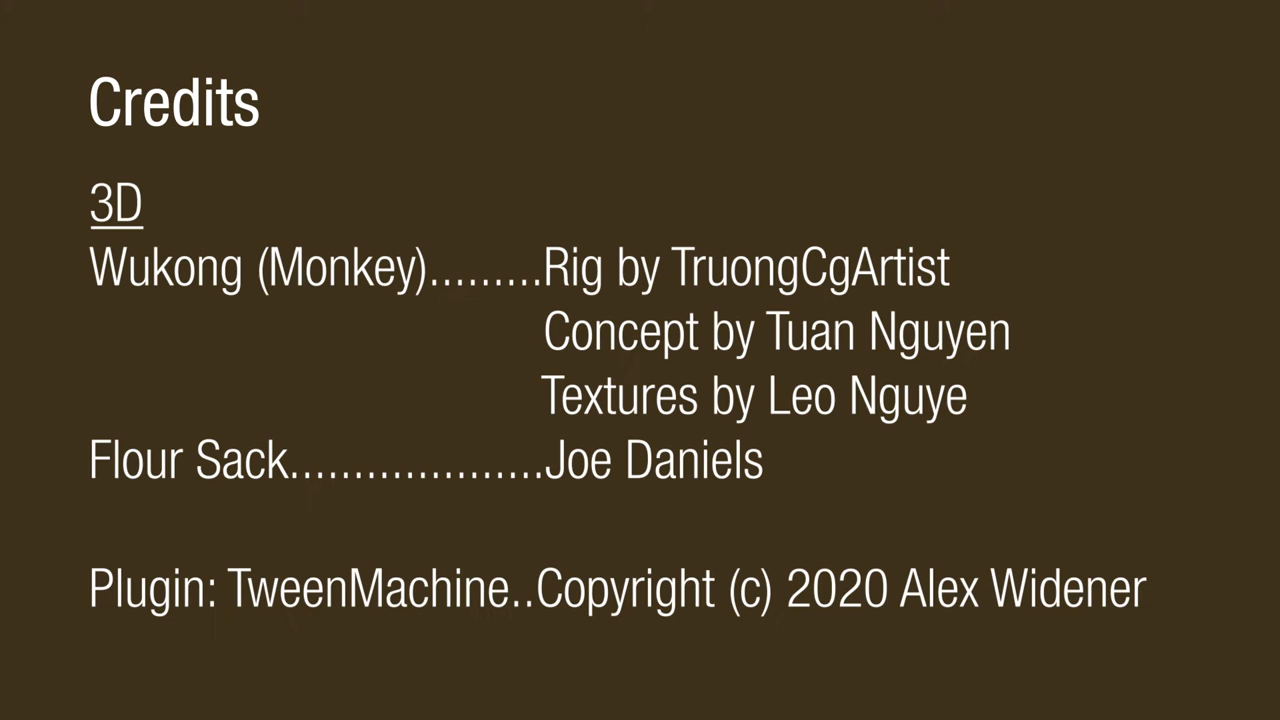 Credits
3D
Wukong (Monkey).........Rig by TruongCgArtist
Concept by Tuan Nguyen
Textures by Leo Nguye
Flour Sack....................Joe Daniels
Plugin: TweenMachine..Copyright (c) 2020 Alex Widener